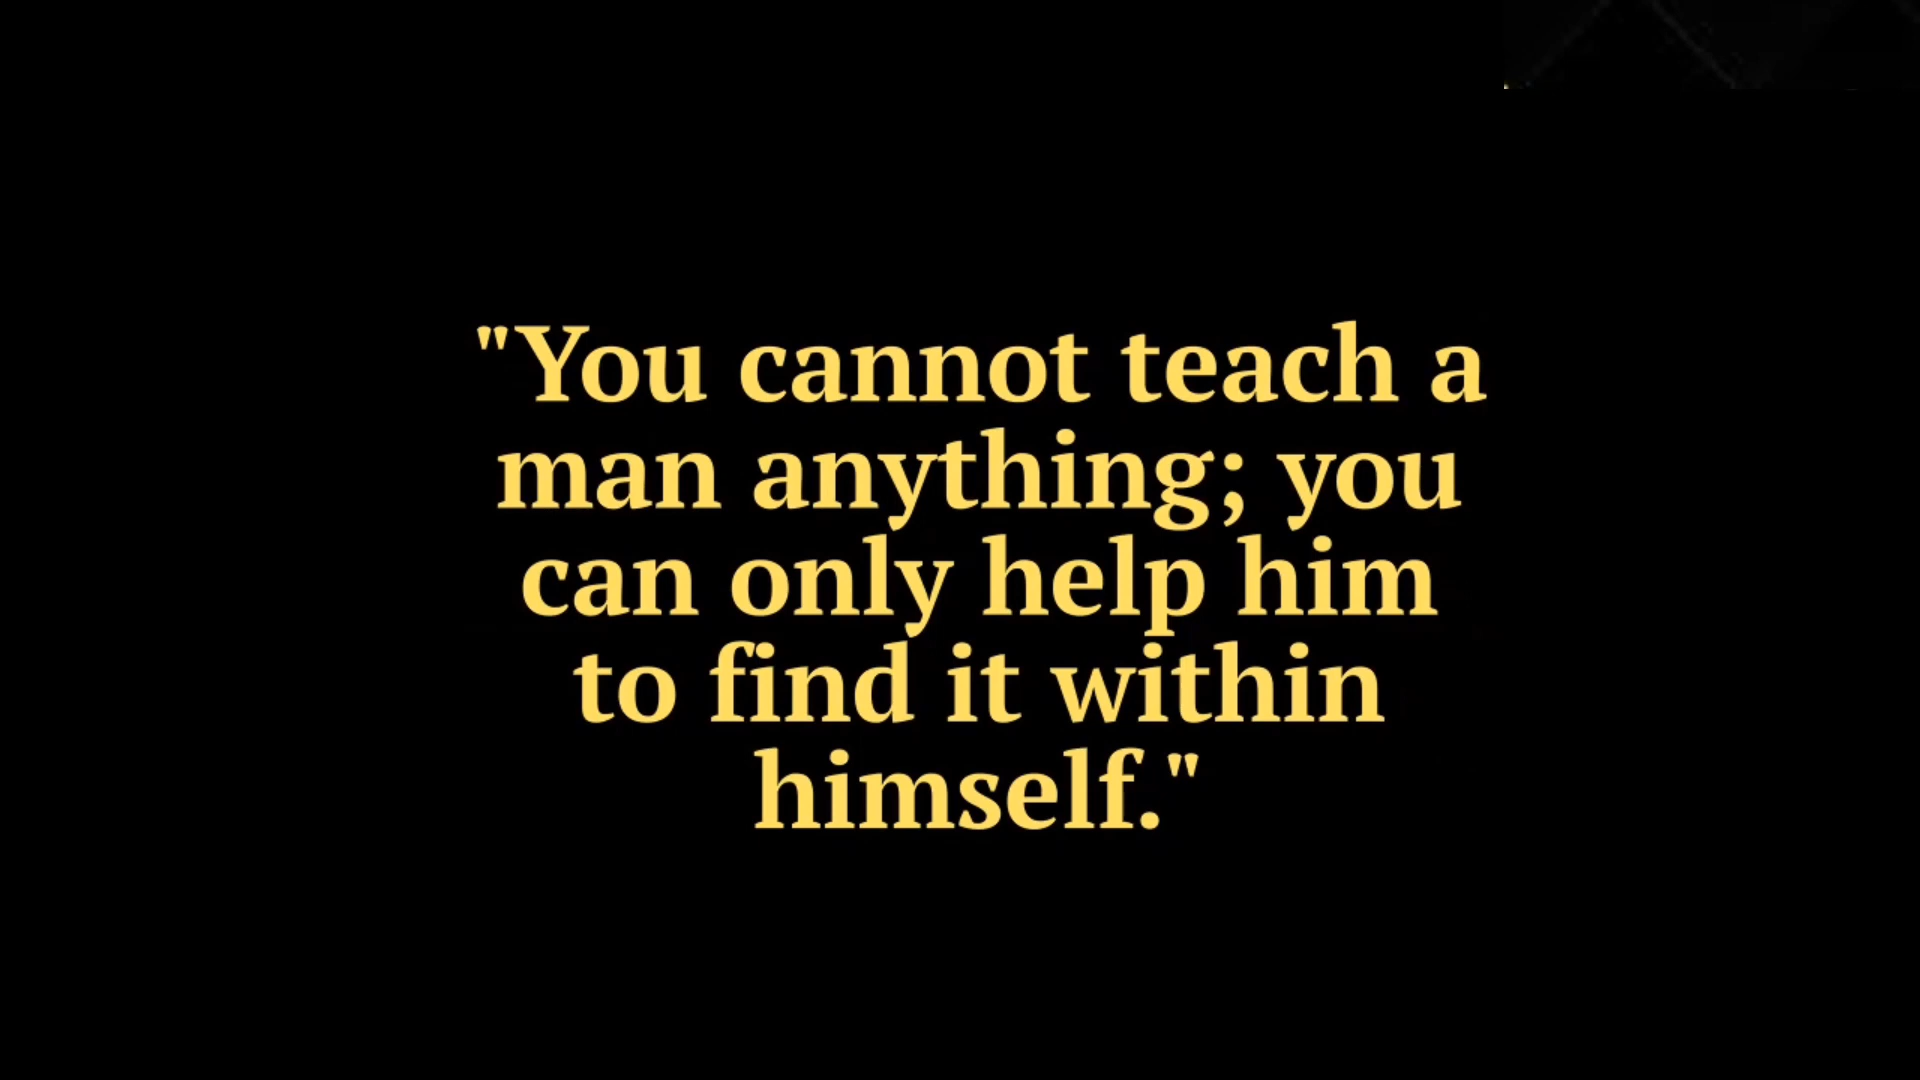 "You cannot teach a
man anything; you
can only help him
to find it within
himself."